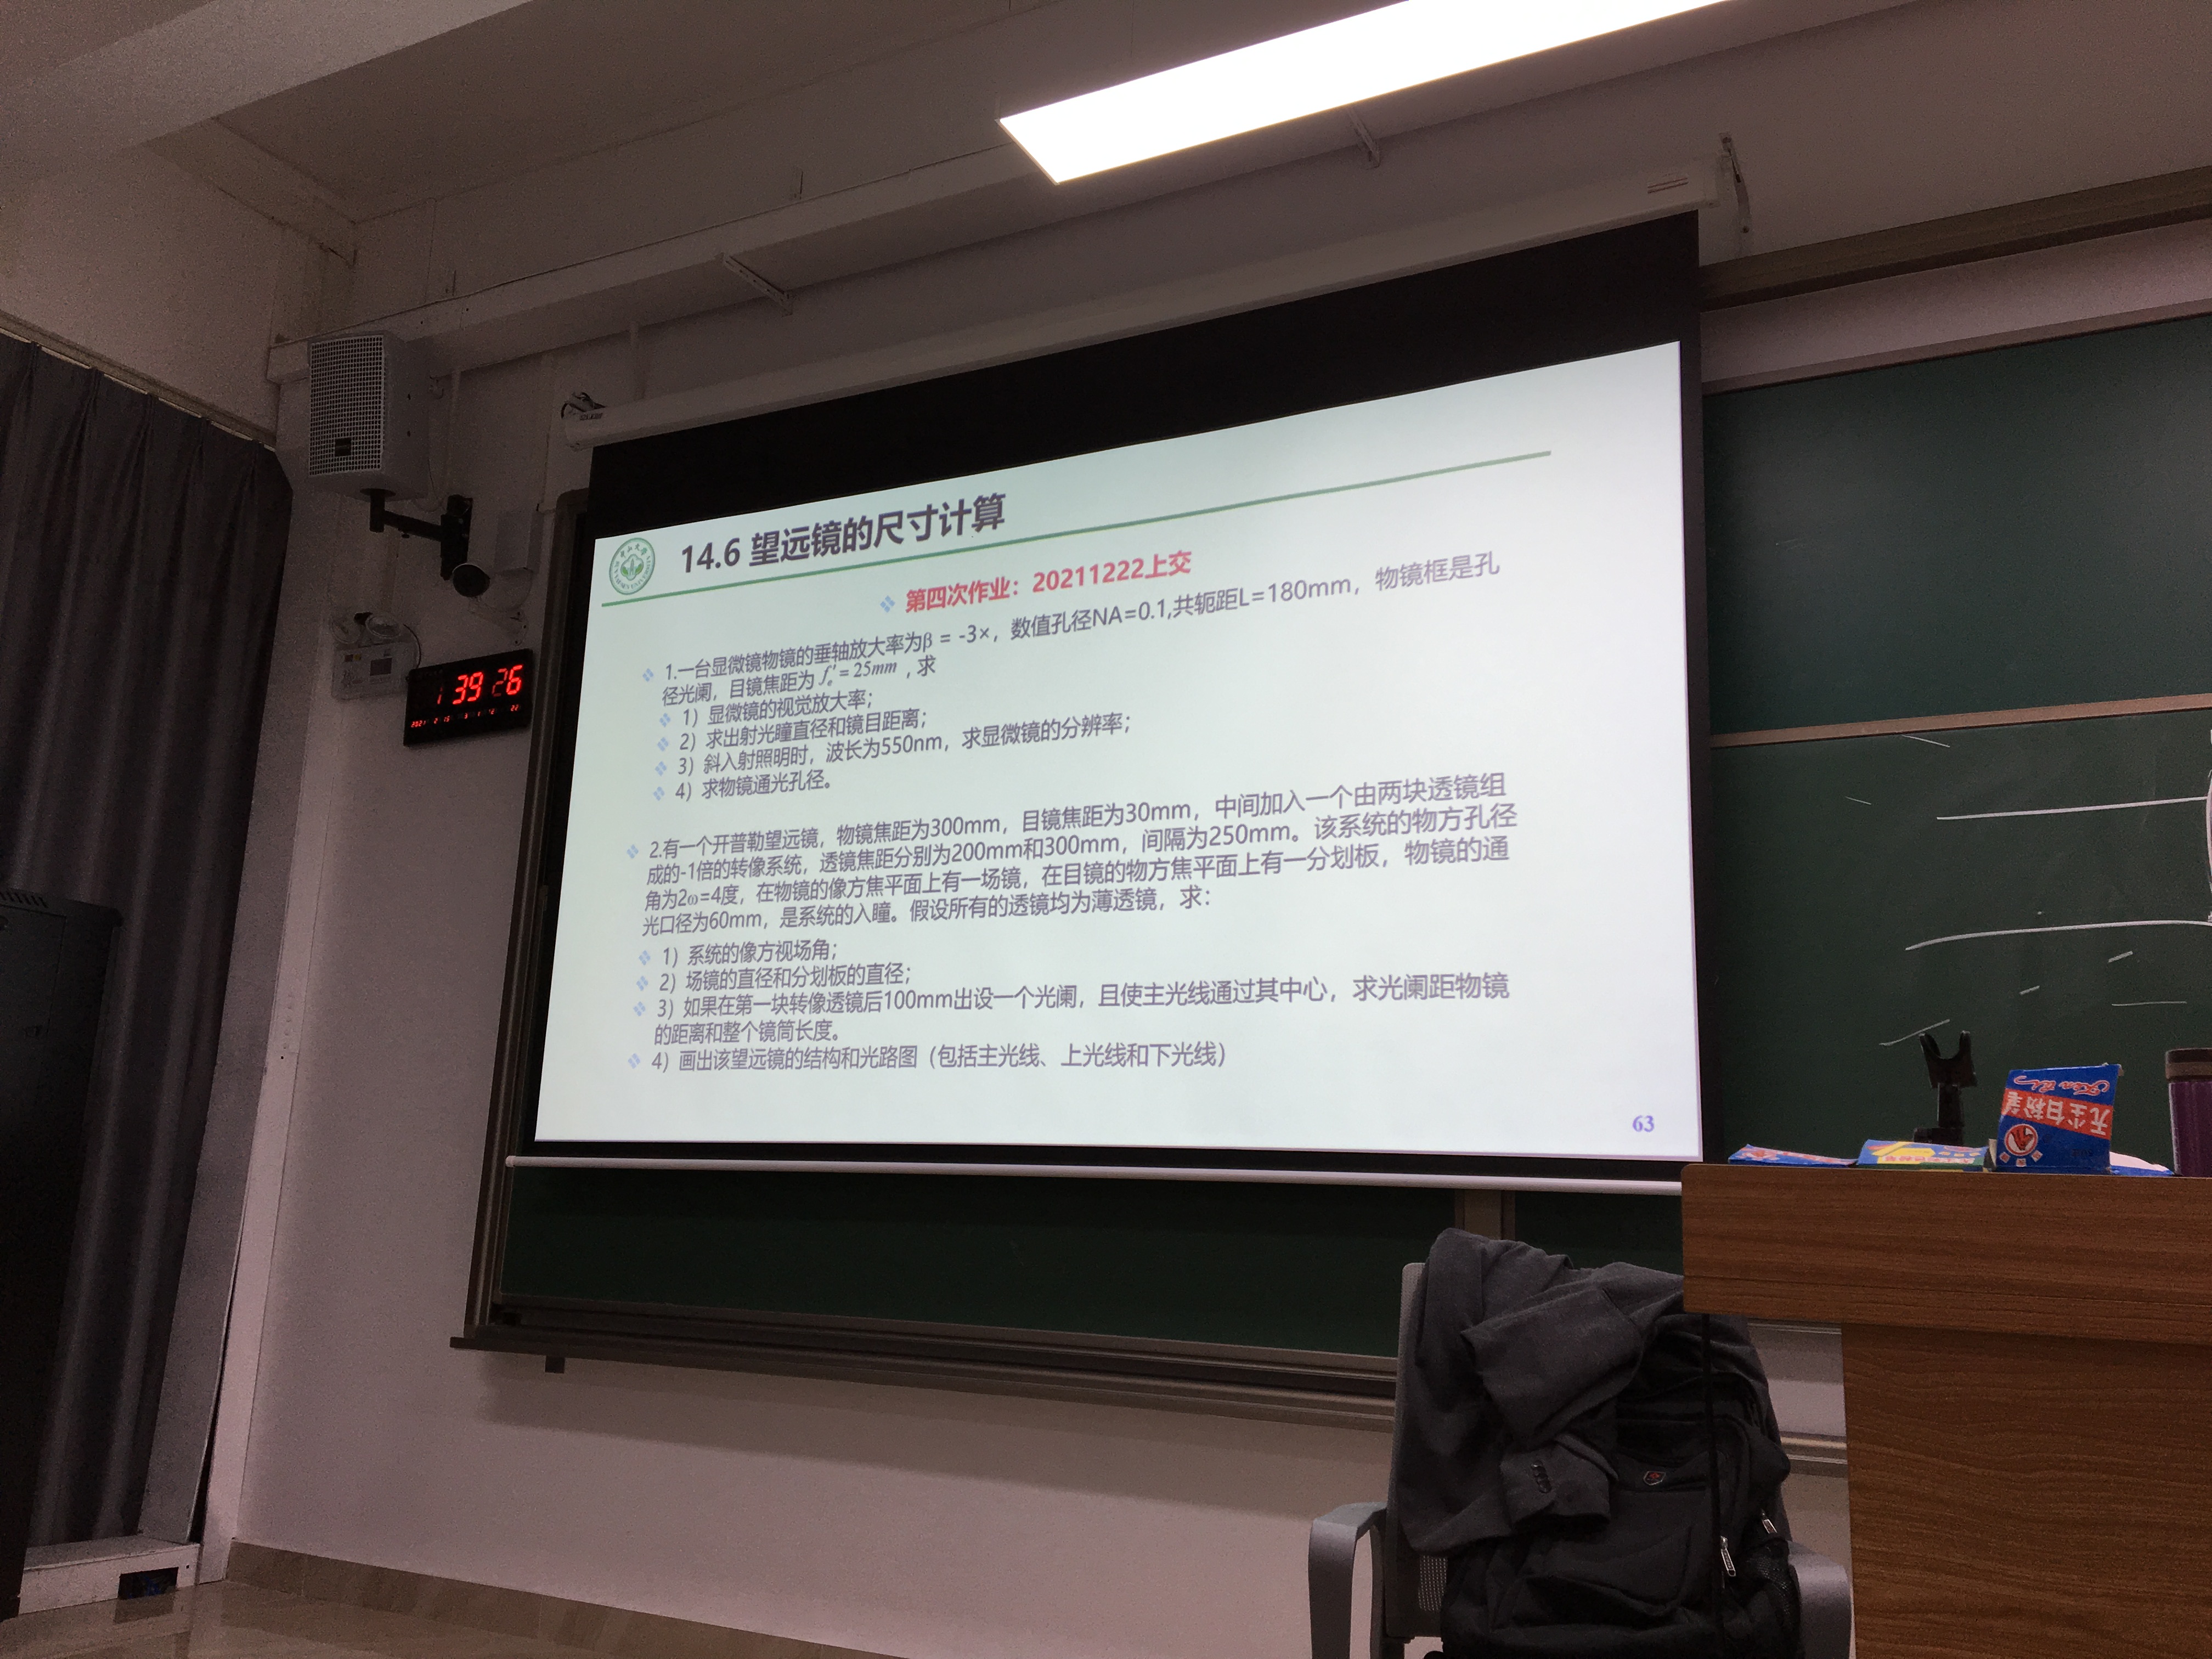 14.6 望远镜的尺寸计算
第四次作业：20211222上交
1.一台显微镜物镜的垂轴放大率为β = -3×，数值孔径NA=0.1,共轭距L=180mm，物镜框是孔
径光阑，目镜焦距为 fe′ = 25mm ，求
1）显微镜的视觉放大率；
2）求出射光瞳直径和镜目距离；
3）斜入射照明时，波长为550nm，求显微镜的分辨率；
4）求物镜通光孔径。
2.有一个开普勒望远镜，物镜焦距为300mm，目镜焦距为30mm，中间加入一个由两块透镜组
成的-1倍的转像系统，透镜焦距分别为200mm和300mm，间隔为250mm。该系统的物方孔径
角为2ω=4度，在物镜的像方焦平面上有一场镜，在目镜的物方焦平面上有一分划板，物镜的通
光口径为60mm，是系统的入瞳。假设所有的透镜均为薄透镜，求：
1）系统的像方视场角；
2）场镜的直径和分划板的直径；
3）如果在第一块转像透镜后100mm出设一个光阑，且使主光线通过其中心，求光阑距物镜
的距离和整个镜筒长度。
4）画出该望远镜的结构和光路图（包括主光线、上光线和下光线）
63
1 39 26
无尘白粉笔